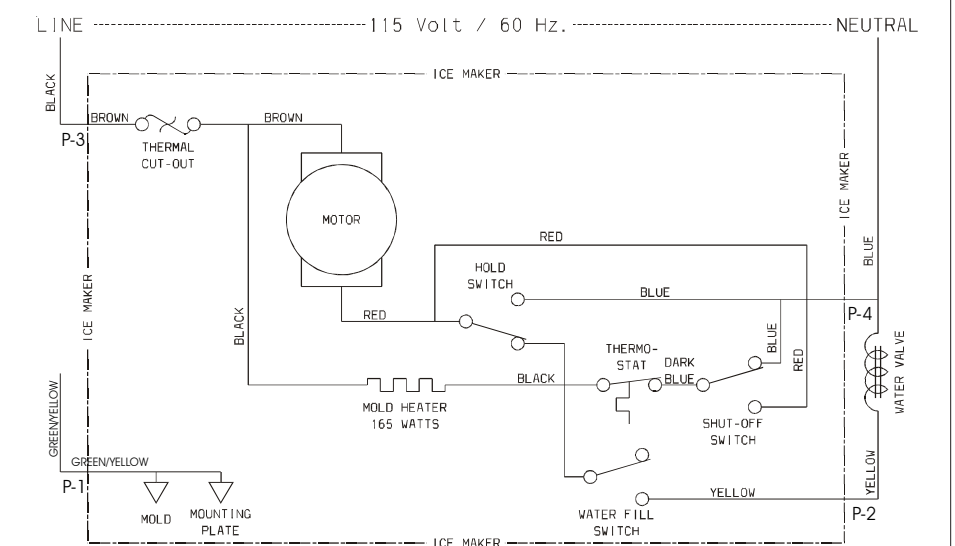 LINE 115 Volt / 60 Hz. NEUTRAL
ICE MAKER
BLACK
BROWN
BROWN
P-3
THERMAL
CUT-OUT
ICE MAKER
MOTOR
RED
BLUE
HOLD
SWITCH
BLUE
ICE MAKER
BLACK
RED
P-4
BLUE
RED
THERMO-
STAT
DARK
BLUE
BLACK
WATER VALVE
MOLD HEATER
165 WATTS
SHUT-OFF
SWITCH
GREEN/YELLOW
GREEN/YELLOW
P-1
YELLOW
YELLOW
P-2
MOLD
MOUNTING
PLATE
WATER FILL
SWITCH
ICE MAKER